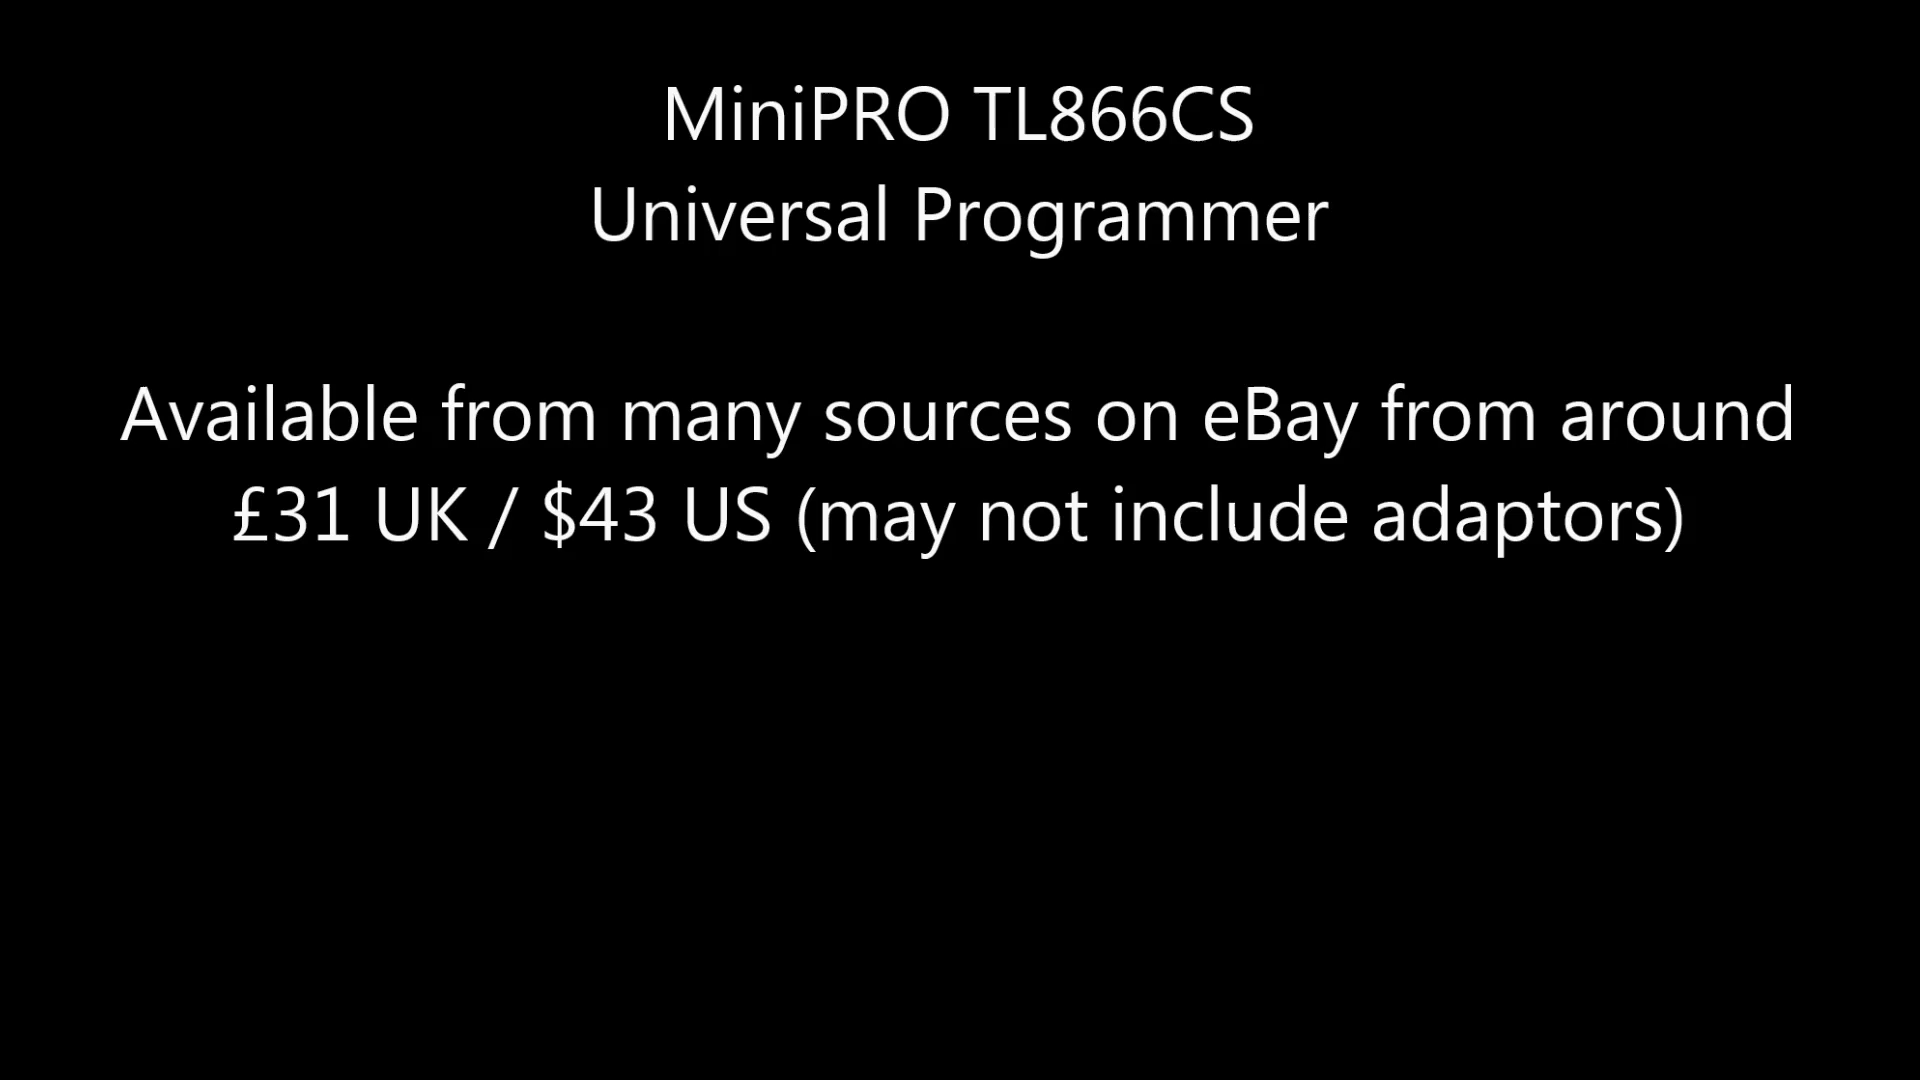 MiniPRO TL866CS
Universal Programmer
Available from many sources on eBay from around
£31 UK / $43 US (may not include adaptors)